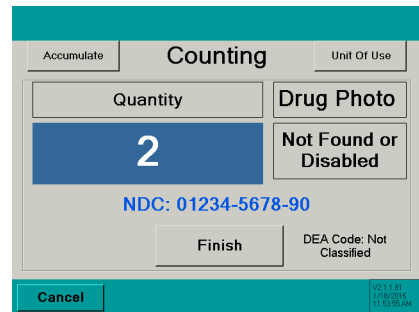 Accumulate
Counting
Unit Of Use
Quantity
Drug Photo
2
Not Found or
Disabled
NDC: 01234-5678-90
Finish
DEA Code: Not
Classified
Cancel
V2.1.1.81
1/18/2016
11:53:55 AM